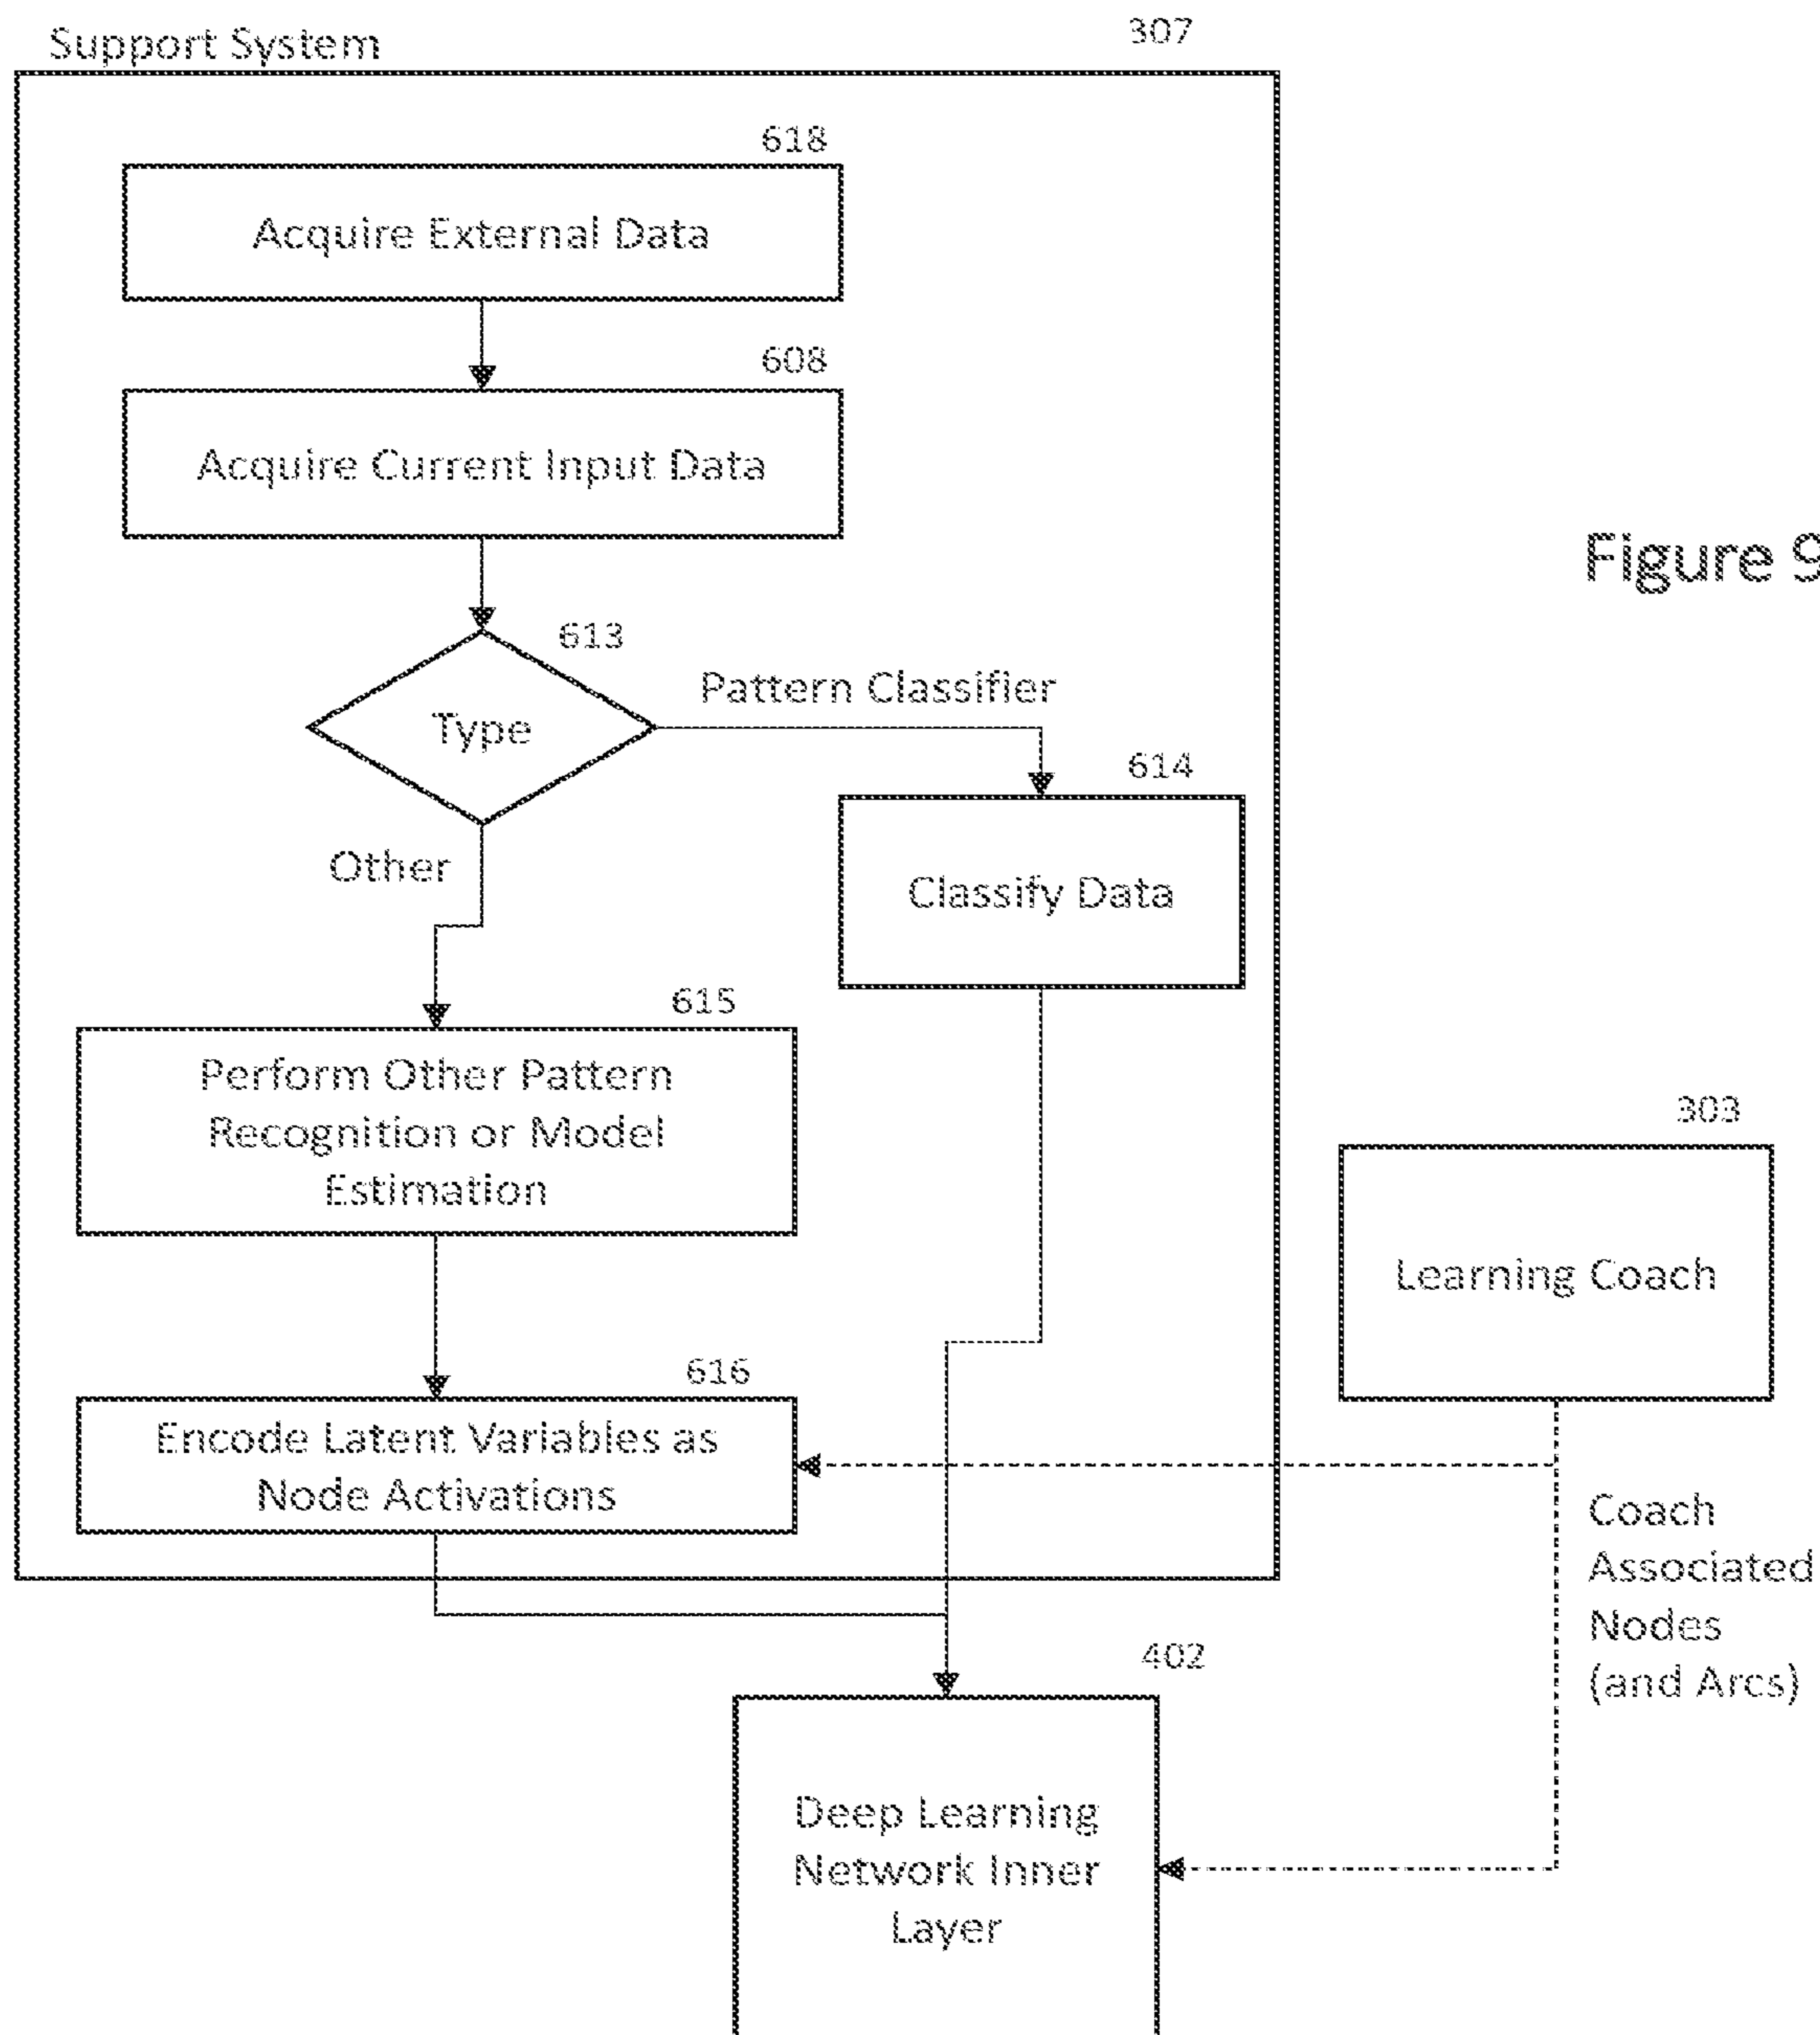 Support System
307
618
Acquire External Data
608
Acquire Current Input Data
Figure 9
613
Pattern Classifier
Type
614
Other
Classify Data
615
Perform Other Pattern
Recognition or Model
Estimation
303
Learning Coach
616
Encode Latent Variables as
Node Activations
Coach
Associated
Nodes
(and Arcs)
402
Deep Learning
Network Inner
Layer